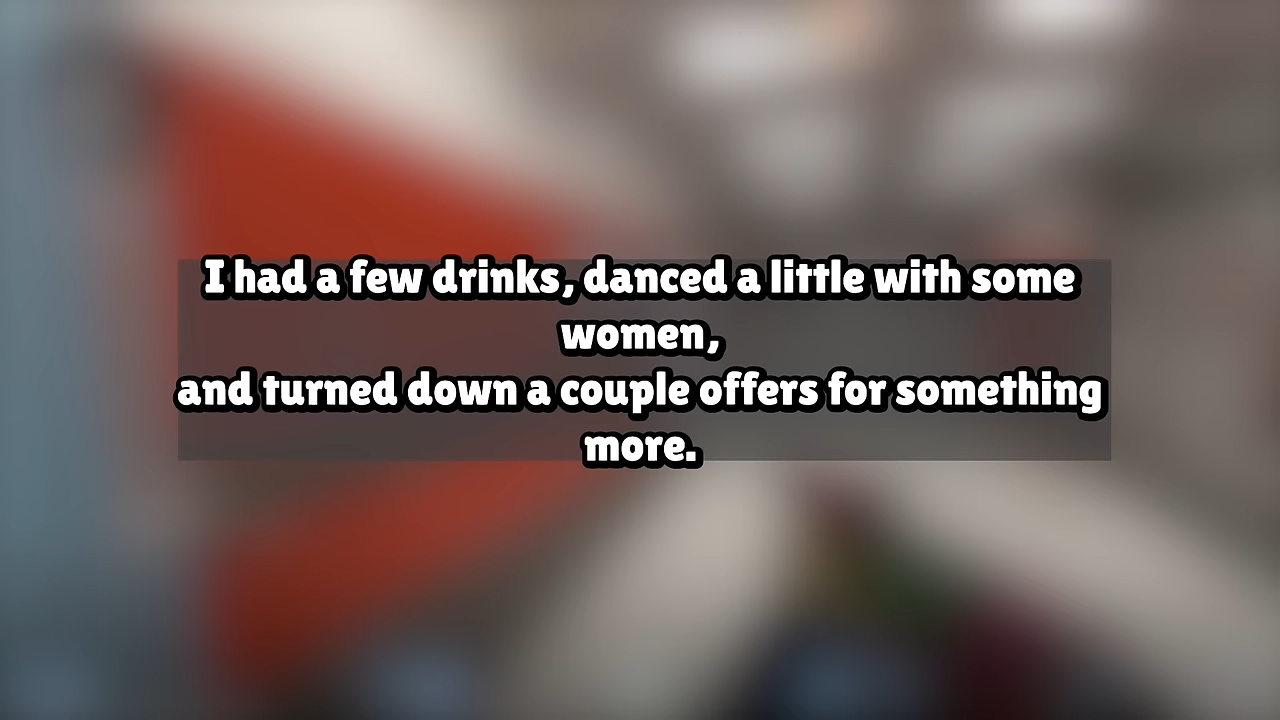 I had a few drinks, danced a little with some
women,
and turned down a couple offers for something
more.